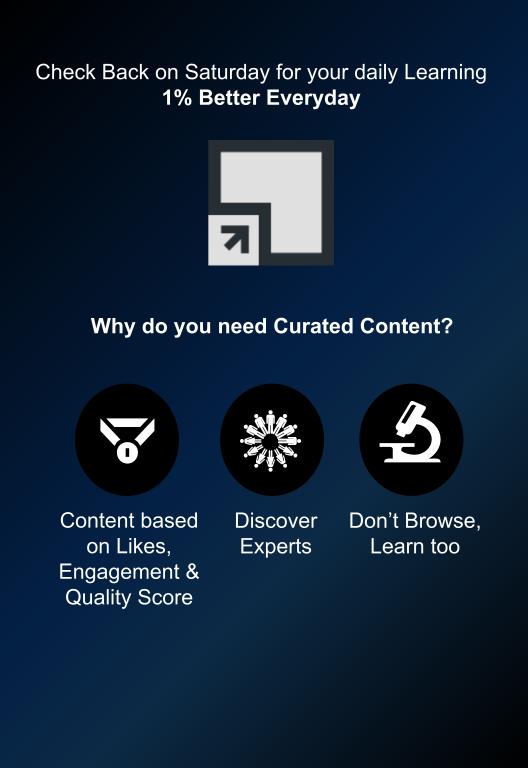 Check Back on Saturday for your daily Learning
1% Better Everyday
Why do you need Curated Content?
Content based
on Likes,
Engagement &
Quality Score
Discover
Experts
Don’t Browse,
Learn too